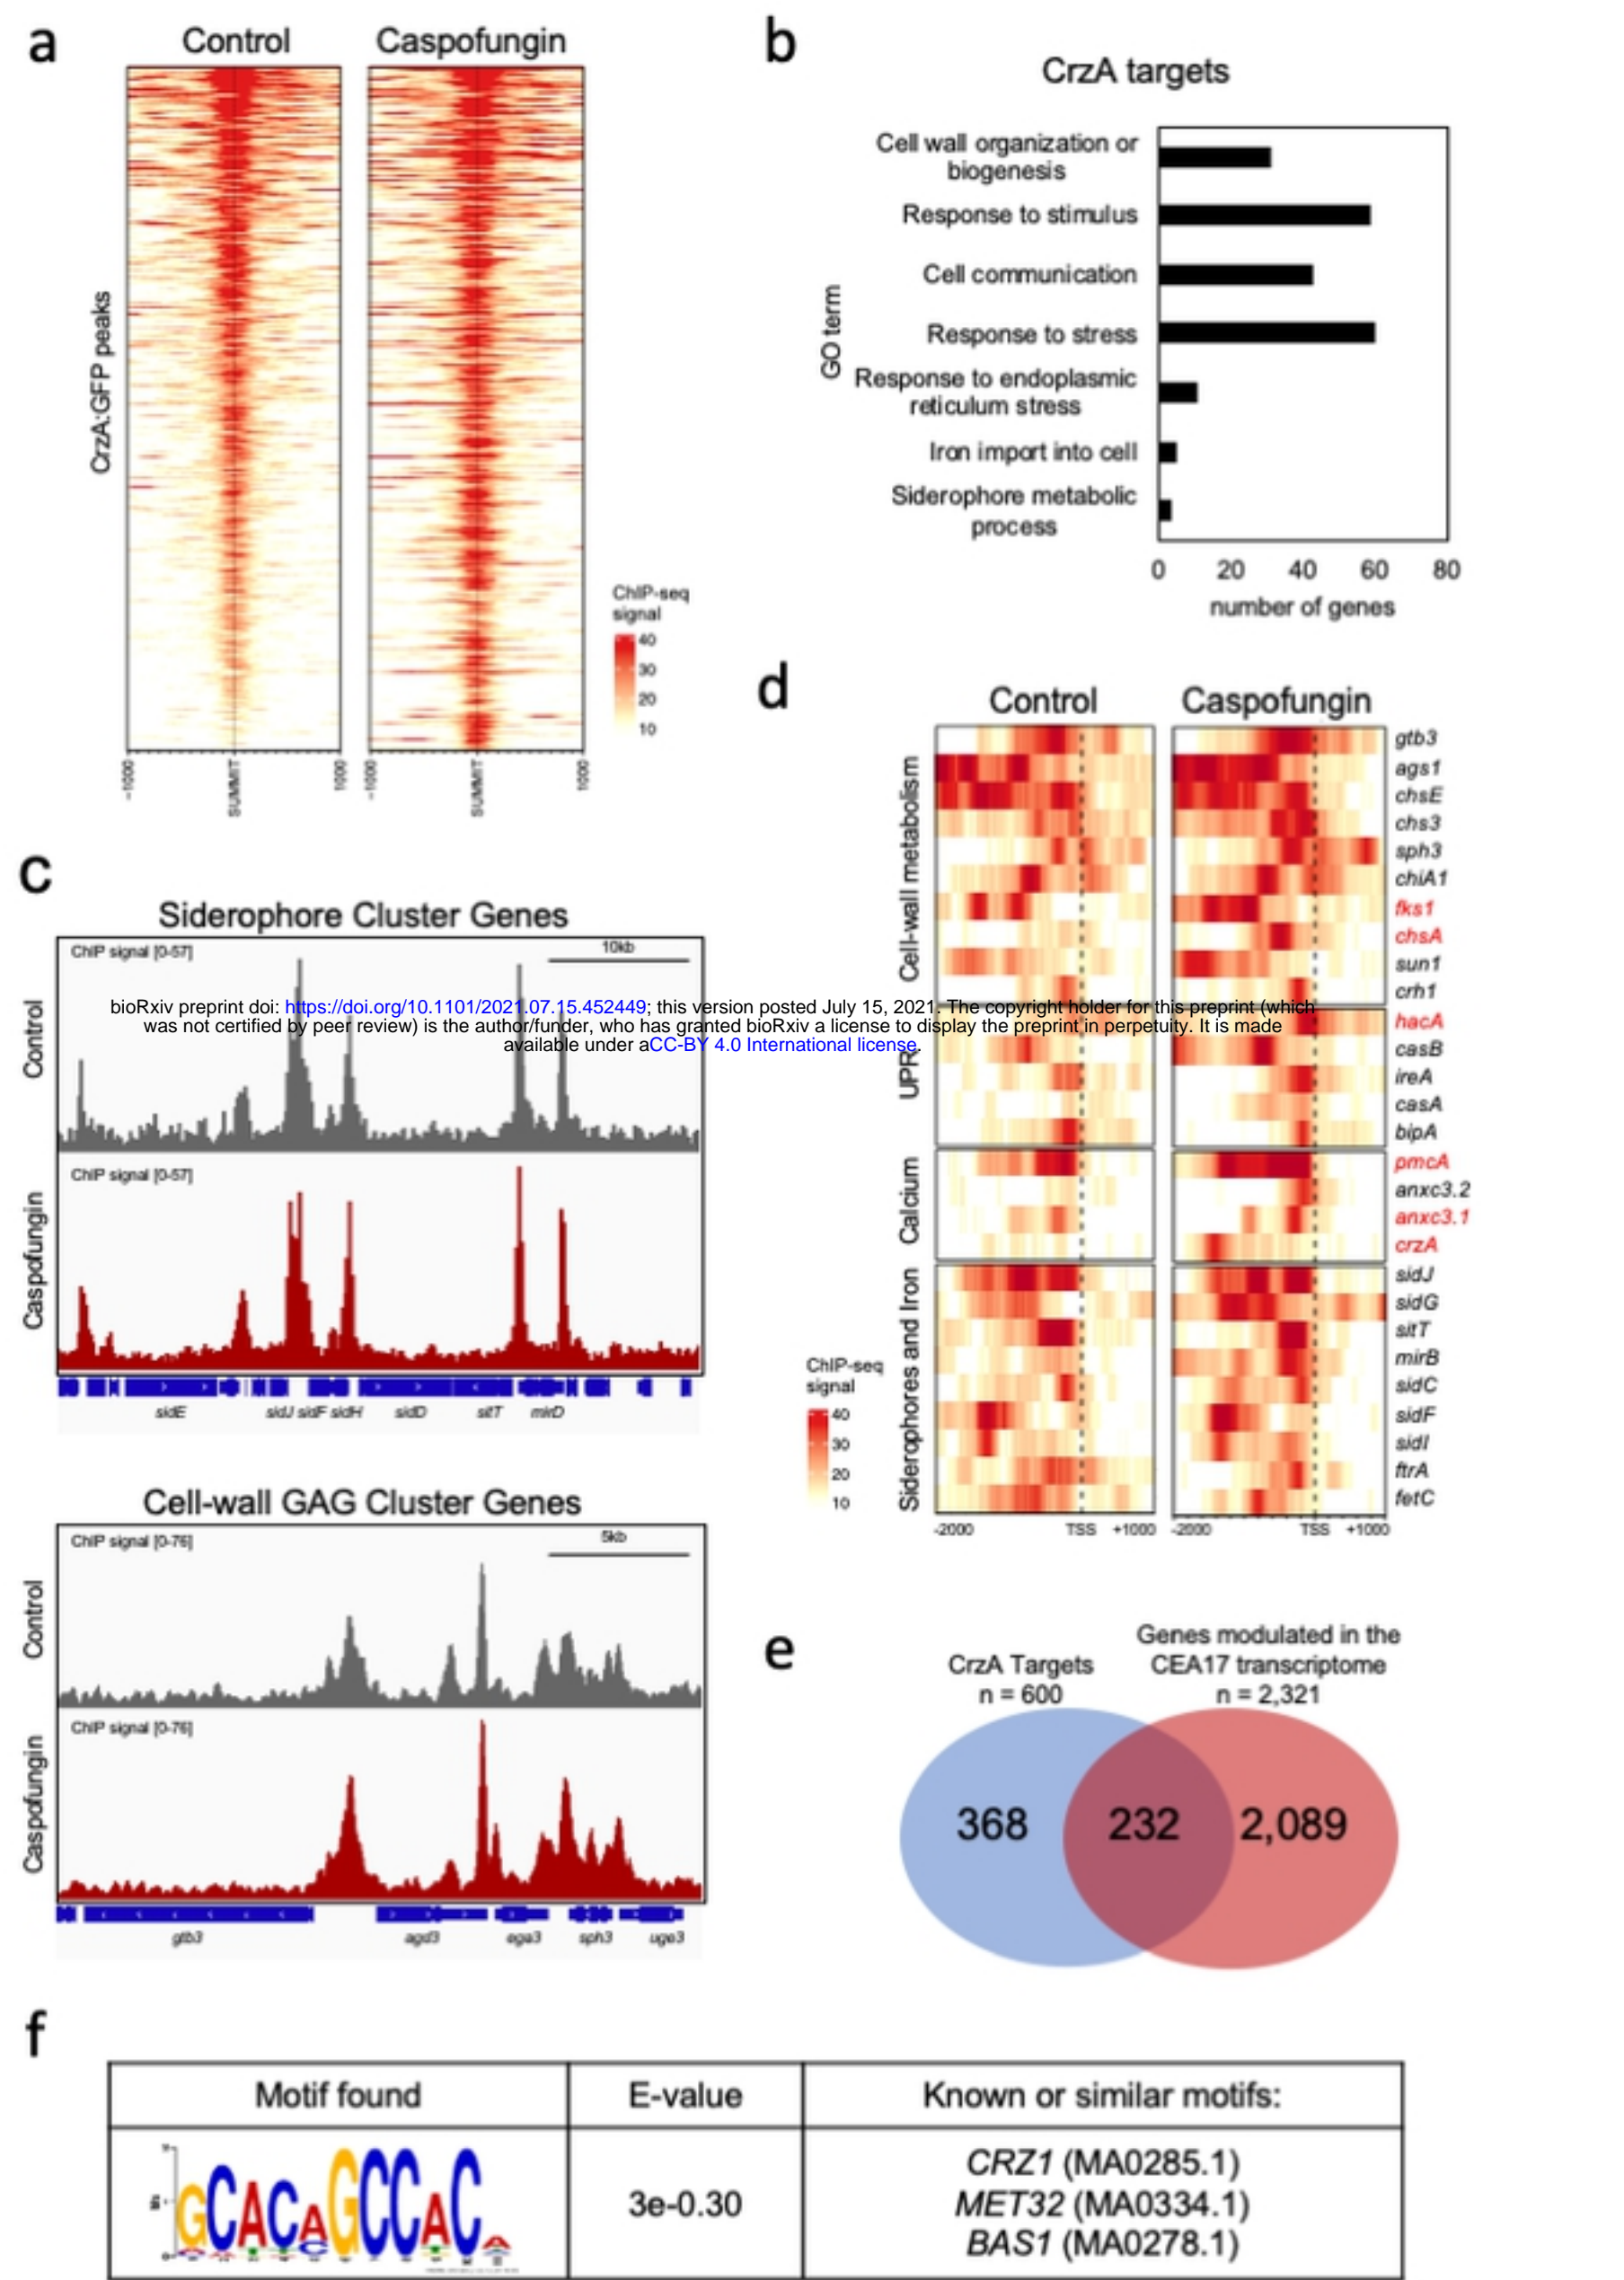 a
Control
Caspofungin
CrzA:GFP peaks
-1000
SUMMIT
1000
-1000
SUMMIT
1000
ChIP-seq
signal
40
30
20
10
b
CrzA targets
GO term
Cell wall organization or
biogenesis
Response to stimulus
Cell communication
Response to stress
Response to endoplasmic
reticulum stress
Iron import into cell
Siderophore metabolic
process
0 20 40 60 80
number of genes
c
Siderophore Cluster Genes
Control
ChIP signal [0-57]
10kb
Caspofungin
ChIP signal [0-57]
sidE sidJ sidF sidH sidD sitT mirD
Cell-wall GAG Cluster Genes
Control
ChIP signal [0-76]
5kb
Caspofungin
ChIP signal [0-76]
gtb3 agd3 ega3 sph3 uge3
bioRxiv preprint doi: https://doi.org/10.1101/2021.07.15.452449; this version posted July 15, 2021. The copyright holder for this preprint (which
was not certified by peer review) is the author/funder, who has granted bioRxiv a license to display the preprint in perpetuity. It is made
available under aCC-BY 4.0 International license.
d
Control
Caspofungin
Cell-wall metabolism
gtb3
ags1
chsE
chs3
sph3
chiA1
fks1
chsA
sun1
crh1
UPR
hacA
casB
ireA
casA
bipA
Calcium
pmcA
anxc3.2
anxc3.1
crzA
Siderophores and Iron
sidJ
sidG
sitT
mirB
sidC
sidF
sidI
ftrA
fetC
-2000 TSS +1000
-2000 TSS +1000
ChIP-seq
signal
40
30
20
10
e
CrzA Targets
n = 600
Genes modulated in the
CEA17 transcriptome
n = 2,321
368
232
2,089
f
Motif found
E-value
Known or similar motifs:
GCACAGCCACA
3e-0.30
CRZ1 (MA0285.1)
MET32 (MA0334.1)
BAS1 (MA0278.1)